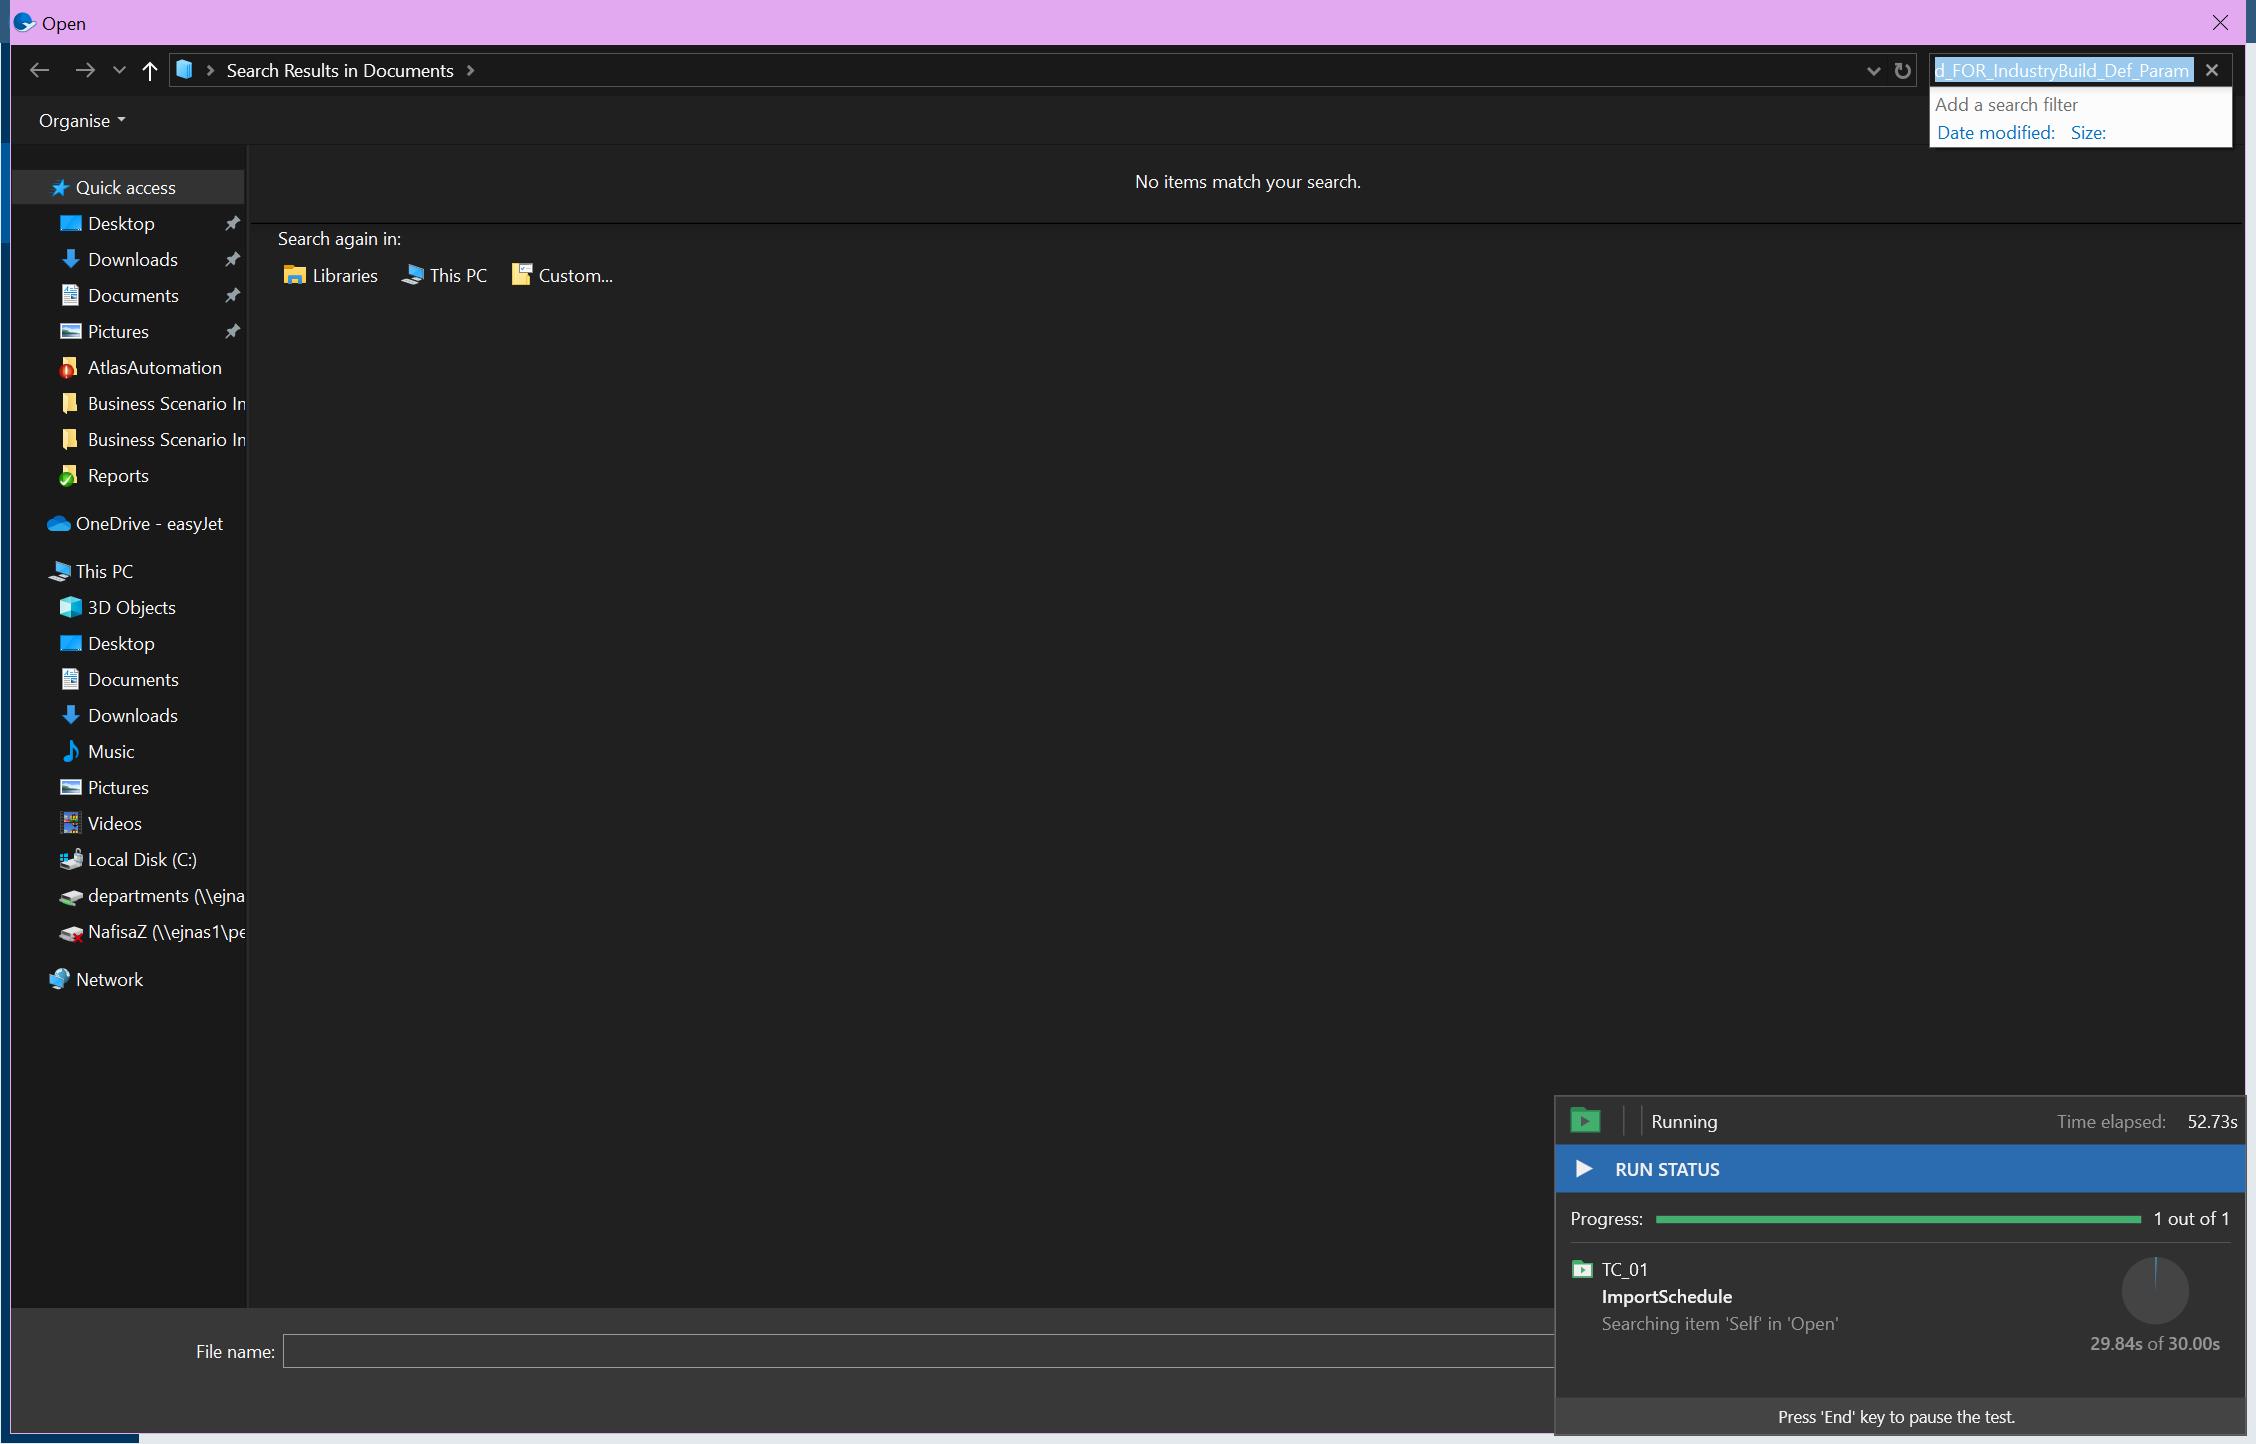 Open
Search Results in Documents
d_FOR_IndustryBuild_Def_Param
Add a search filter
Date modified: Size:
Organise
No items match your search.
Search again in:
Libraries This PC Custom...
Quick access
Desktop
Downloads
Documents
Pictures
AtlasAutomation
Business Scenario In
Business Scenario In
Reports
OneDrive - easyJet
This PC
3D Objects
Desktop
Documents
Downloads
Music
Pictures
Videos
Local Disk (C:)
departments (\\ejna
NafisaZ (\\ejnas1\pe
Network
File name:
Running Time elapsed: 52.73s
RUN STATUS
Progress: 1 out of 1
TC_01
ImportSchedule
Searching item 'Self' in 'Open'
29.84s of 30.00s
Press 'End' key to pause the test.